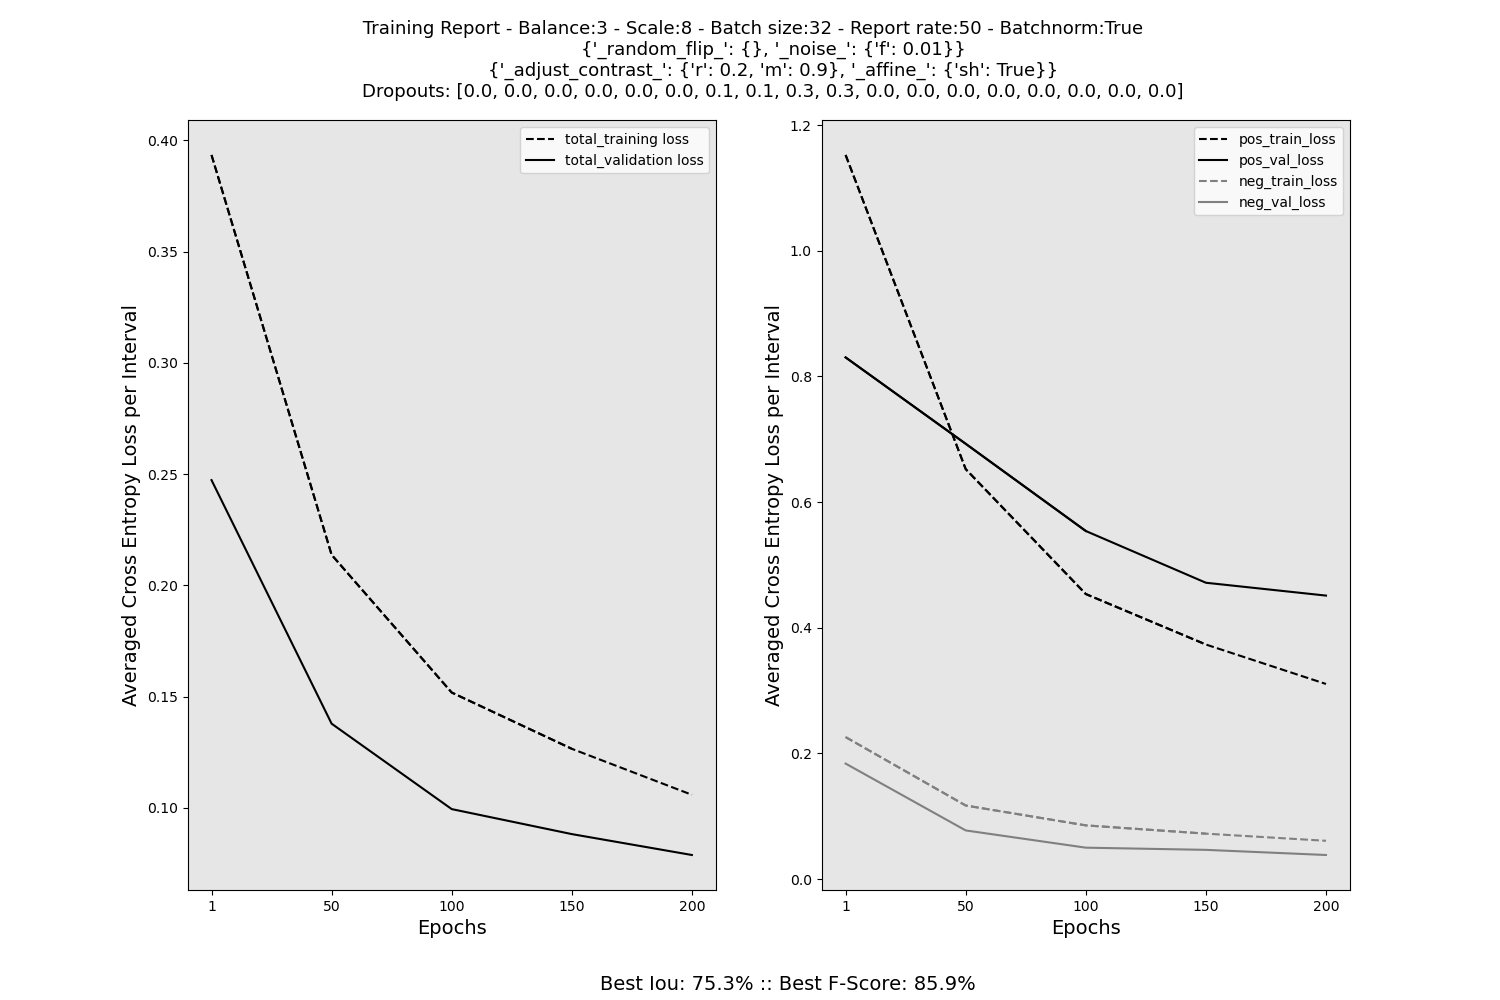 Training Report - Balance:3 - Scale:8 - Batch size:32 - Report rate:50 - Batchnorm:True
{'_random_flip_': {}, '_noise_': {'f': 0.01}}
{'_adjust_contrast_': {'r': 0.2, 'm': 0.9}, '_affine_': {'sh': True}}
Dropouts: [0.0, 0.0, 0.0, 0.0, 0.0, 0.0, 0.1, 0.1, 0.3, 0.3, 0.0, 0.0, 0.0, 0.0, 0.0, 0.0, 0.0, 0.0]
Averaged Cross Entropy Loss per Interval
0.40
0.35
0.30
0.25
0.20
0.15
0.10
total_training loss
total_validation loss
1 50 100 150 200
Epochs
Averaged Cross Entropy Loss per Interval
1.2
1.0
0.8
0.6
0.4
0.2
0.0
pos_train_loss
pos_val_loss
neg_train_loss
neg_val_loss
1 50 100 150 200
Epochs
Best Iou: 75.3% :: Best F-Score: 85.9%